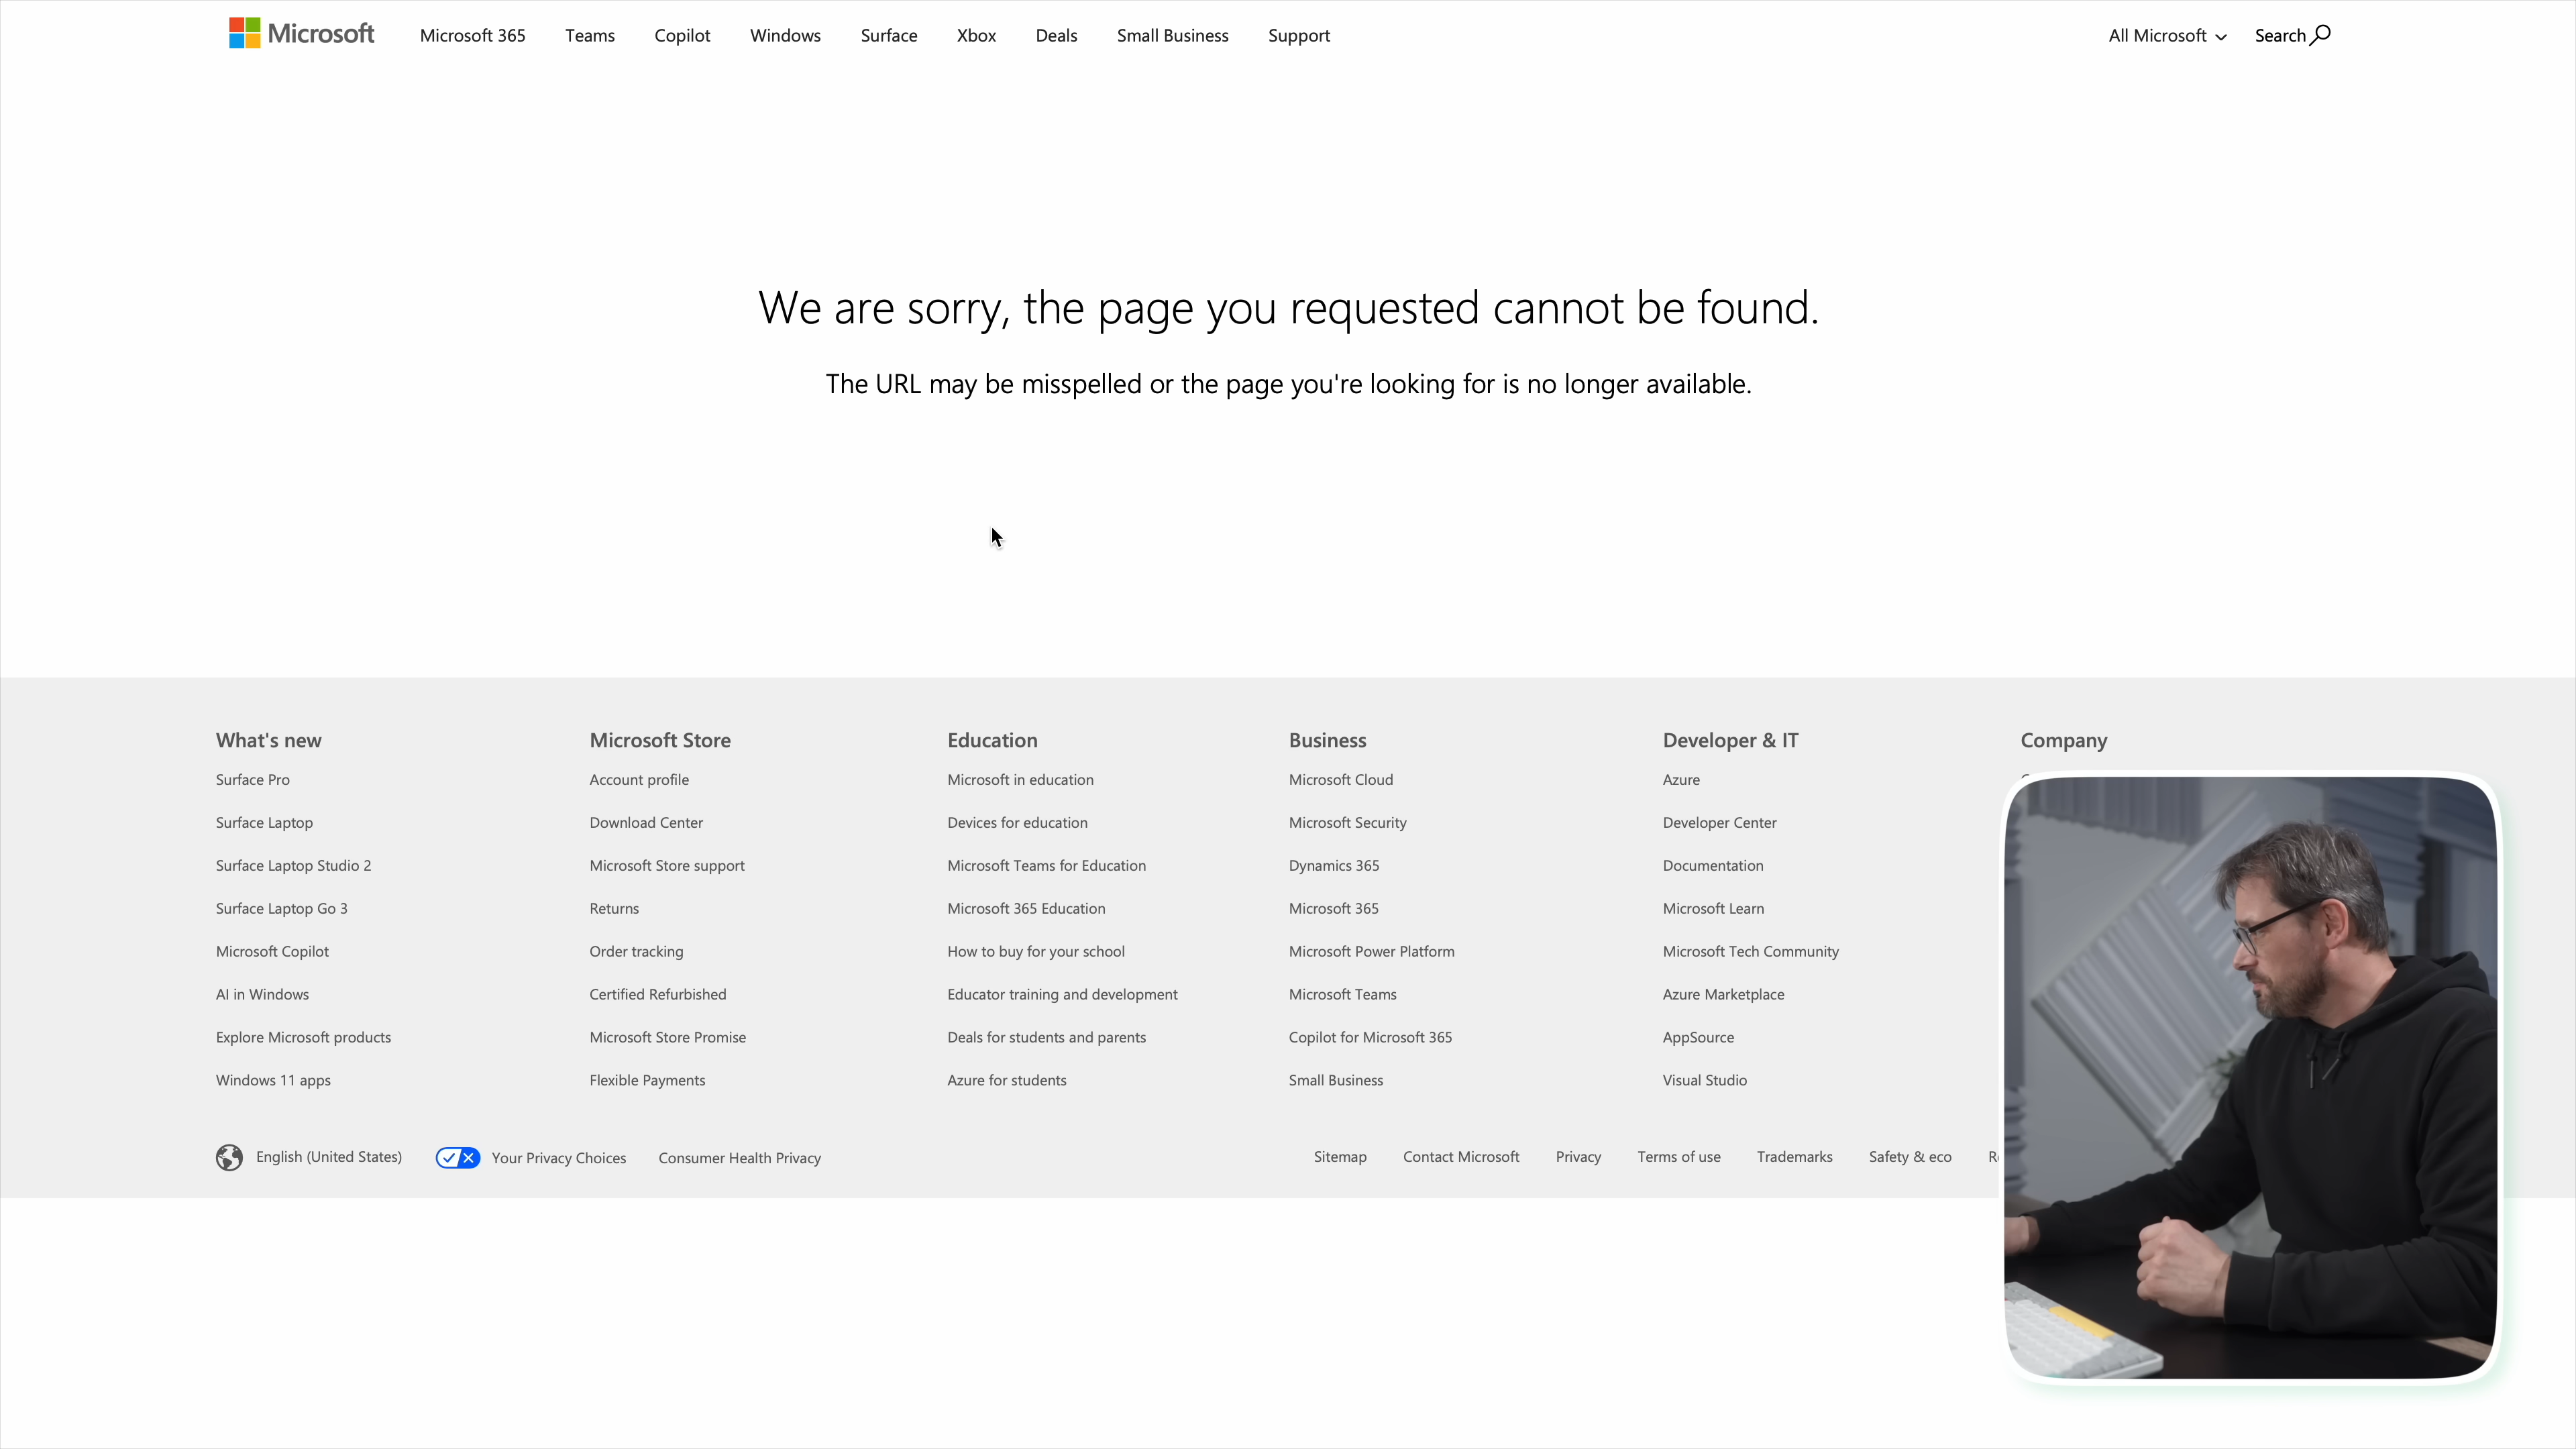 Microsoft
Microsoft 365
Teams
Copilot
Windows
Surface
Xbox
Deals
Small Business
Support
All Microsoft
Search
We are sorry, the page you requested cannot be found.
The URL may be misspelled or the page you're looking for is no longer available.
What's new
Surface Pro
Surface Laptop
Surface Laptop Studio 2
Surface Laptop Go 3
Microsoft Copilot
AI in Windows
Explore Microsoft products
Windows 11 apps
Microsoft Store
Account profile
Download Center
Microsoft Store support
Returns
Order tracking
Certified Refurbished
Microsoft Store Promise
Flexible Payments
Education
Microsoft in education
Devices for education
Microsoft Teams for Education
Microsoft 365 Education
How to buy for your school
Educator training and development
Deals for students and parents
Azure for students
Business
Microsoft Cloud
Microsoft Security
Dynamics 365
Microsoft 365
Microsoft Power Platform
Microsoft Teams
Copilot for Microsoft 365
Small Business
Developer & IT
Azure
Developer Center
Documentation
Microsoft Learn
Microsoft Tech Community
Azure Marketplace
AppSource
Visual Studio
Company
English (United States)
Your Privacy Choices
Consumer Health Privacy
Sitemap
Contact Microsoft
Privacy
Terms of use
Trademarks
Safety & eco